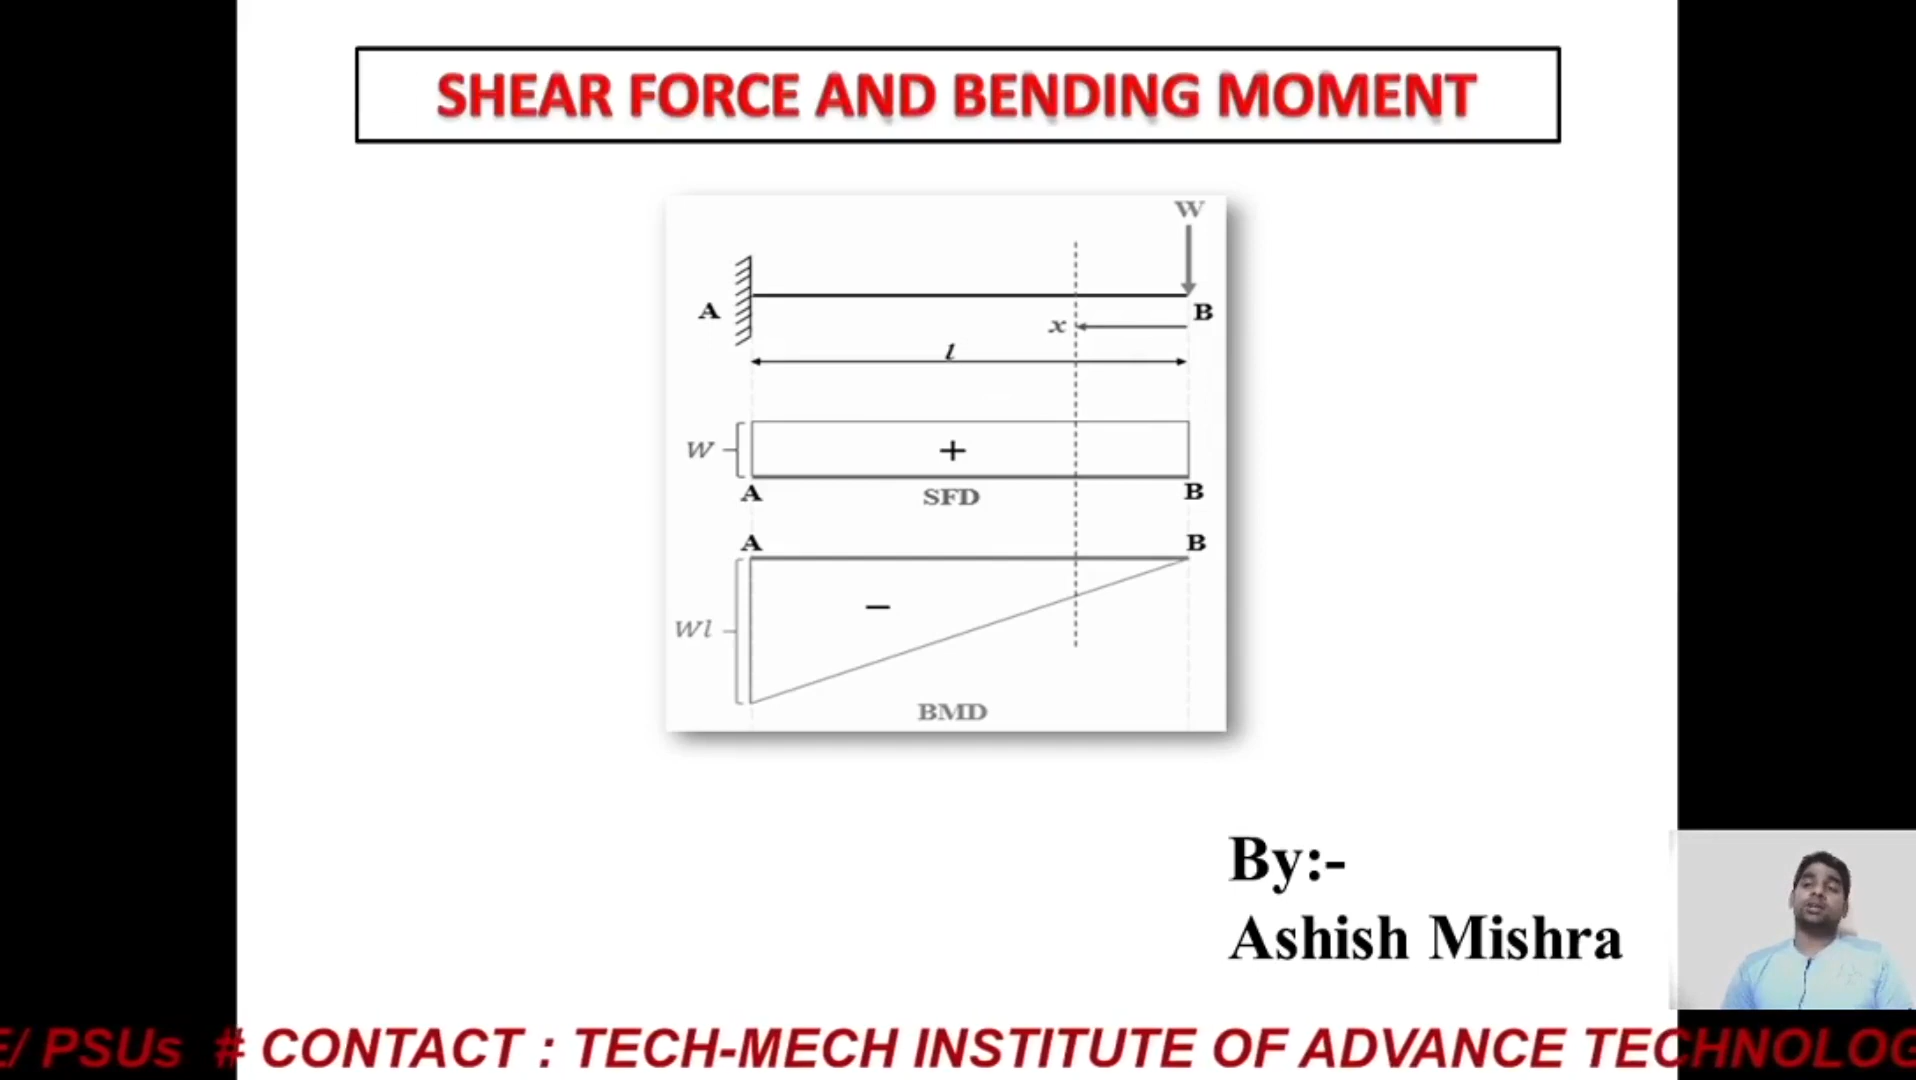 SHEAR FORCE AND BENDING MOMENT
W
A
B
x
l
W
+
A
SFD
B
A
B
−
Wl
BMD
By:-
Ashish Mishra
E/ PSUs # CONTACT : TECH-MECH INSTITUTE OF ADVANCE TECHNOLOG